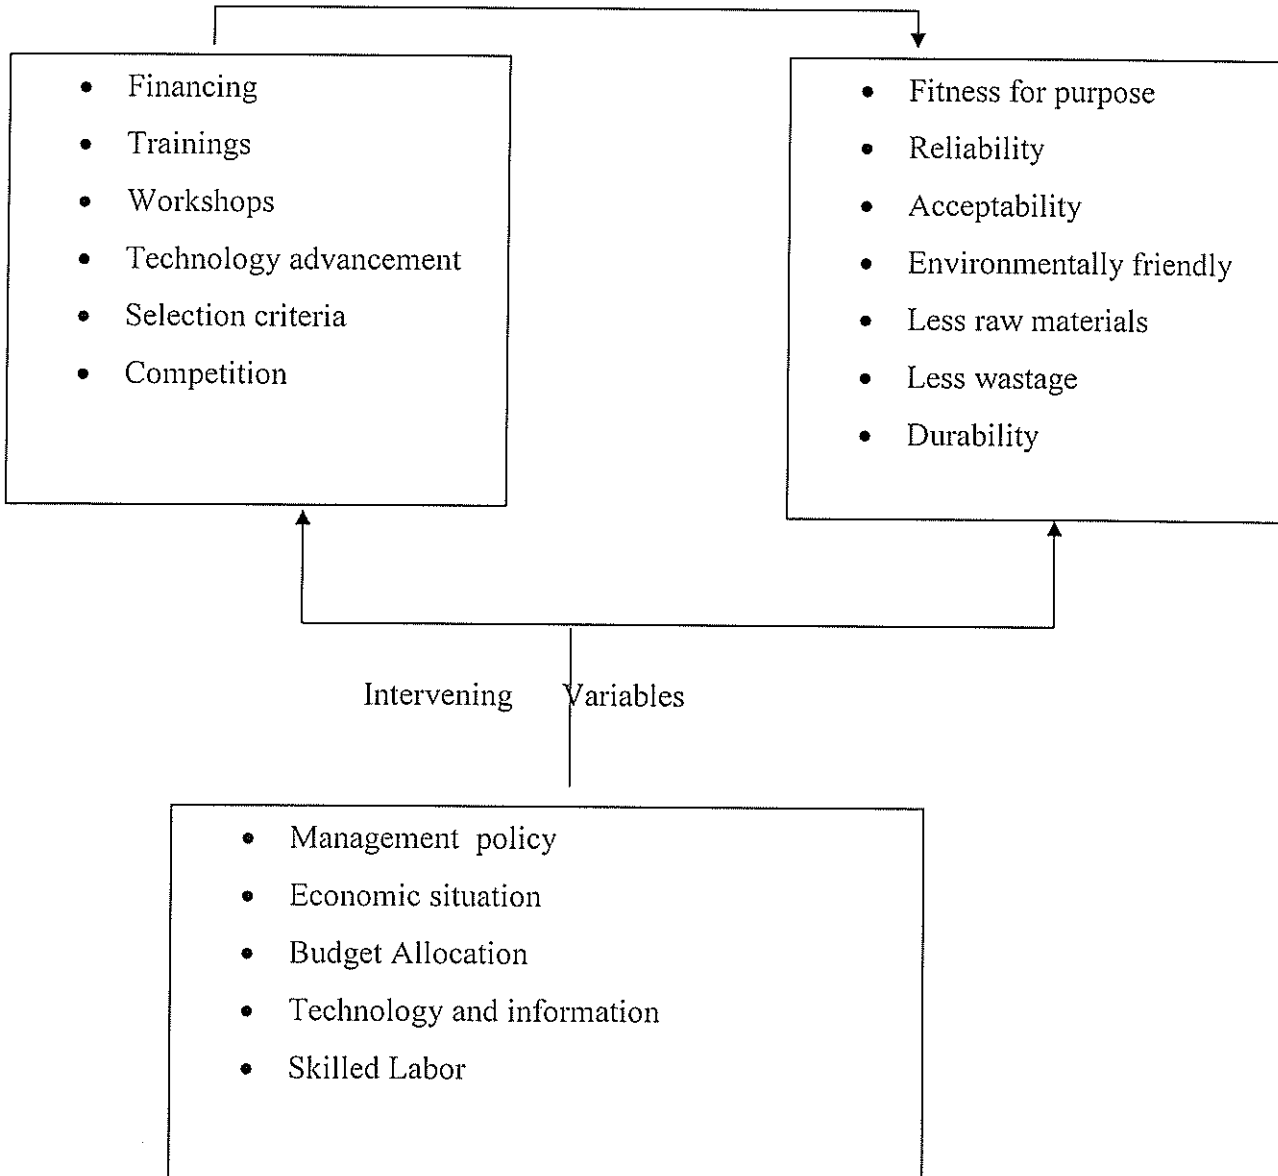 • Financing
• Trainings
• Workshops
• Technology advancement
• Selection criteria
• Competition
• Fitness for purpose
• Reliability
• Acceptability
• Environmentally friendly
• Less raw materials
• Less wastage
• Durability
Intervening Variables
• Management policy
• Economic situation
• Budget Allocation
• Technology and information
• Skilled Labor